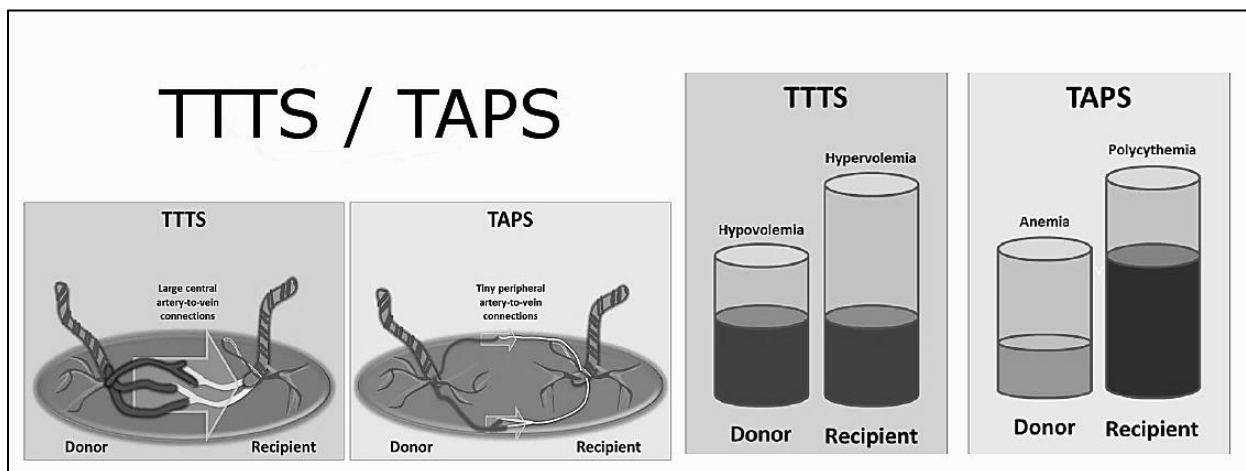 TTTS / TAPS
TTTS
Large central
artery-to-vein
connections
Donor
Recipient
TAPS
Tiny peripheral
artery-to-vein
connections
Donor
Recipient
TTTS
Hypervolemia
Hypovolemia
Donor
Recipient
TAPS
Polycythemia
Anemia
Donor
Recipient